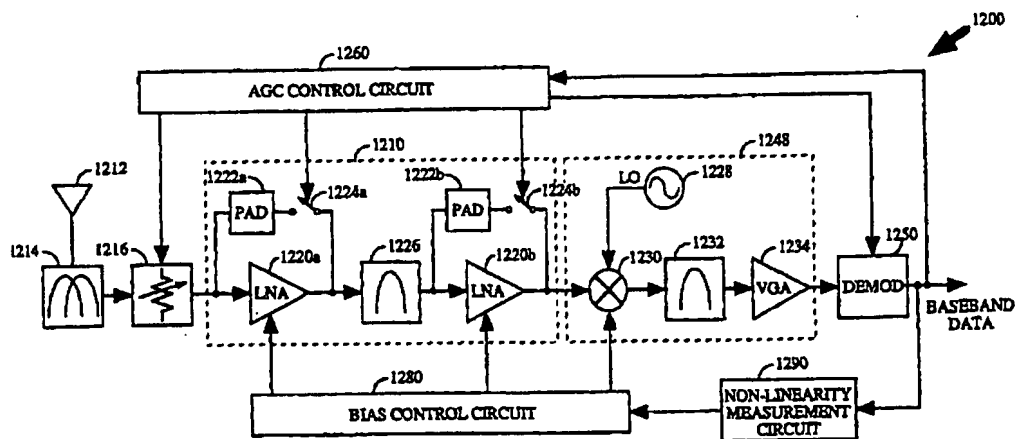 1200
1260
AGC CONTROL CIRCUIT
1210
1248
1212
1222a
1224a
1222b
1224b
LO
1228
PAD
PAD
1214
1216
1220a
1226
1220b
1230
1232
1234
1250
LNA
LNA
VGA
DEMOD
BASEBAND
DATA
1280
BIAS CONTROL CIRCUIT
1290
NON-LINEARITY
MEASUREMENT
CIRCUIT